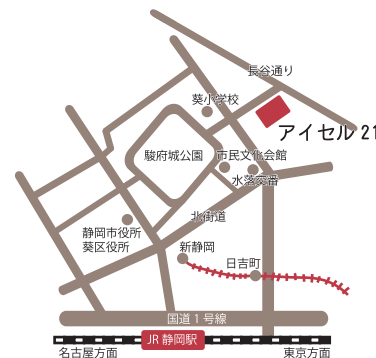 長谷通り
葵小学校
アイセル21
駿府城公園
市民文化会館
水落交番
北街道
静岡市役所
葵区役所
新静岡
日吉町
国道1号線
JR 静岡駅
名古屋方面
東京方面